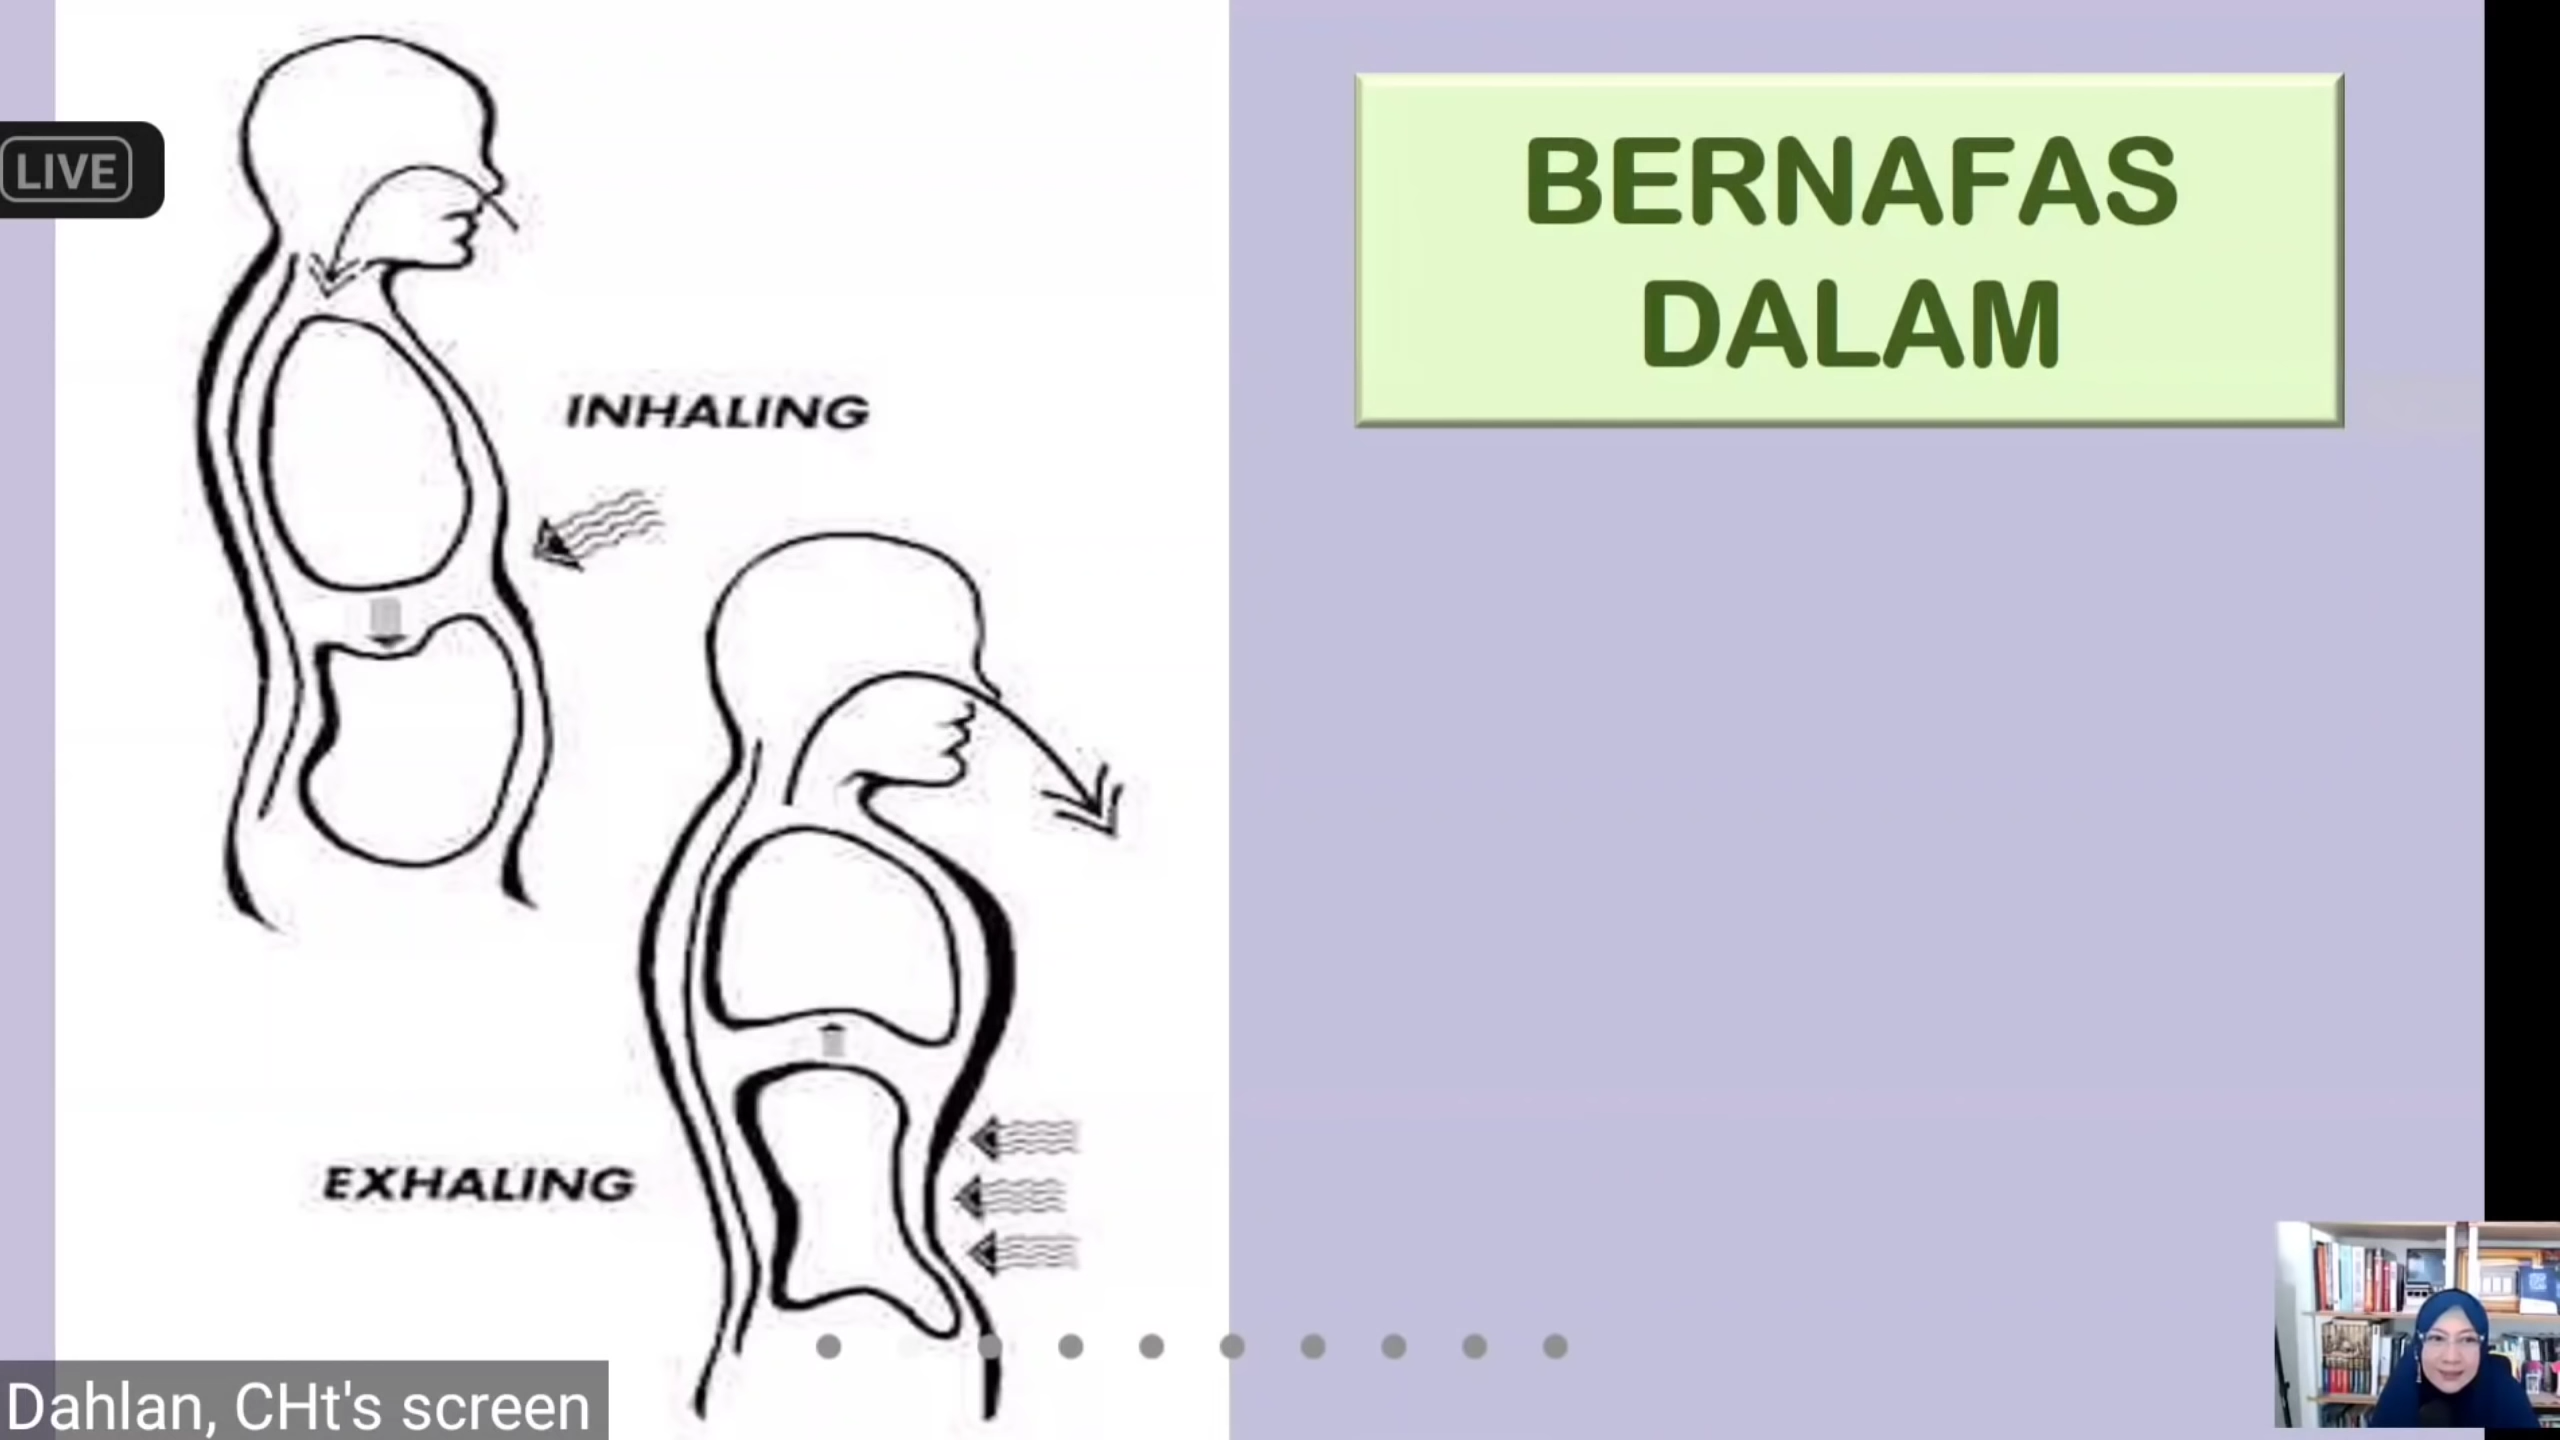 LIVE
BERNAFAS
DALAM
INHALING
EXHALING
Dahlan, CHt's screen